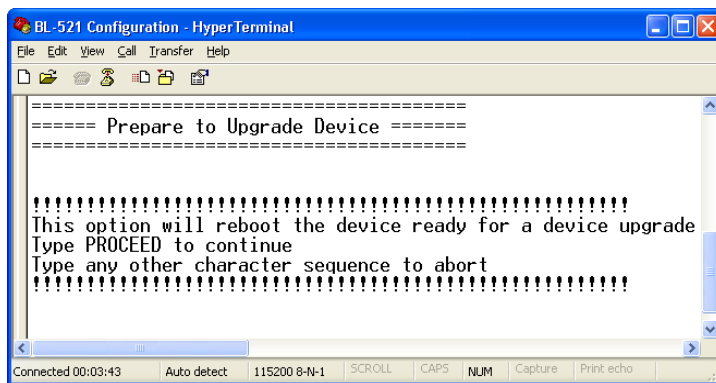 BL-521 Configuration - HyperTerminal
File Edit View Call Transfer Help
========================================
====== Prepare to Upgrade Device =======
========================================
!!!!!!!!!!!!!!!!!!!!!!!!!!!!!!!!!!!!!!!!!!!!!!!!!!!!!!!
This option will reboot the device ready for a device upgrade
Type PROCEED to continue
Type any other character sequence to abort
!!!!!!!!!!!!!!!!!!!!!!!!!!!!!!!!!!!!!!!!!!!!!!!!!!!!!!!
Connected 00:03:43 Auto detect 115200 8-N-1 SCROLL CAPS NUM Capture Print echo